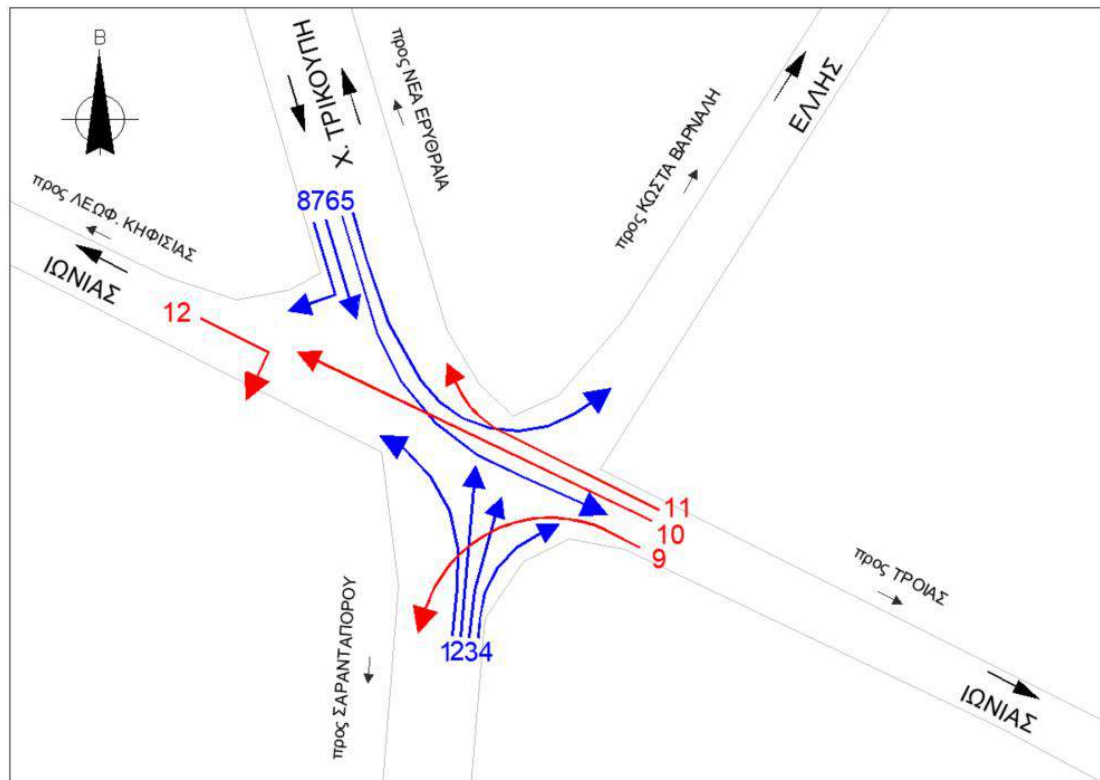 Β
Χ. ΤΡΙΚΟΥΠΗ
προς ΝΕΑ ΕΡΥΘΡΑΙΑ
ΕΛΛΗΣ
προς ΚΩΣΤΑ ΒΑΡΝΑΛΗ
προς ΛΕΩΦ. ΚΗΦΙΣΙΑΣ
ΙΩΝΙΑΣ
8765
12
11
10
9
προς ΤΡΟΙΑΣ
προς ΣΑΡΑΝΤΑΠΟΡΟΥ
1234
ΙΩΝΙΑΣ